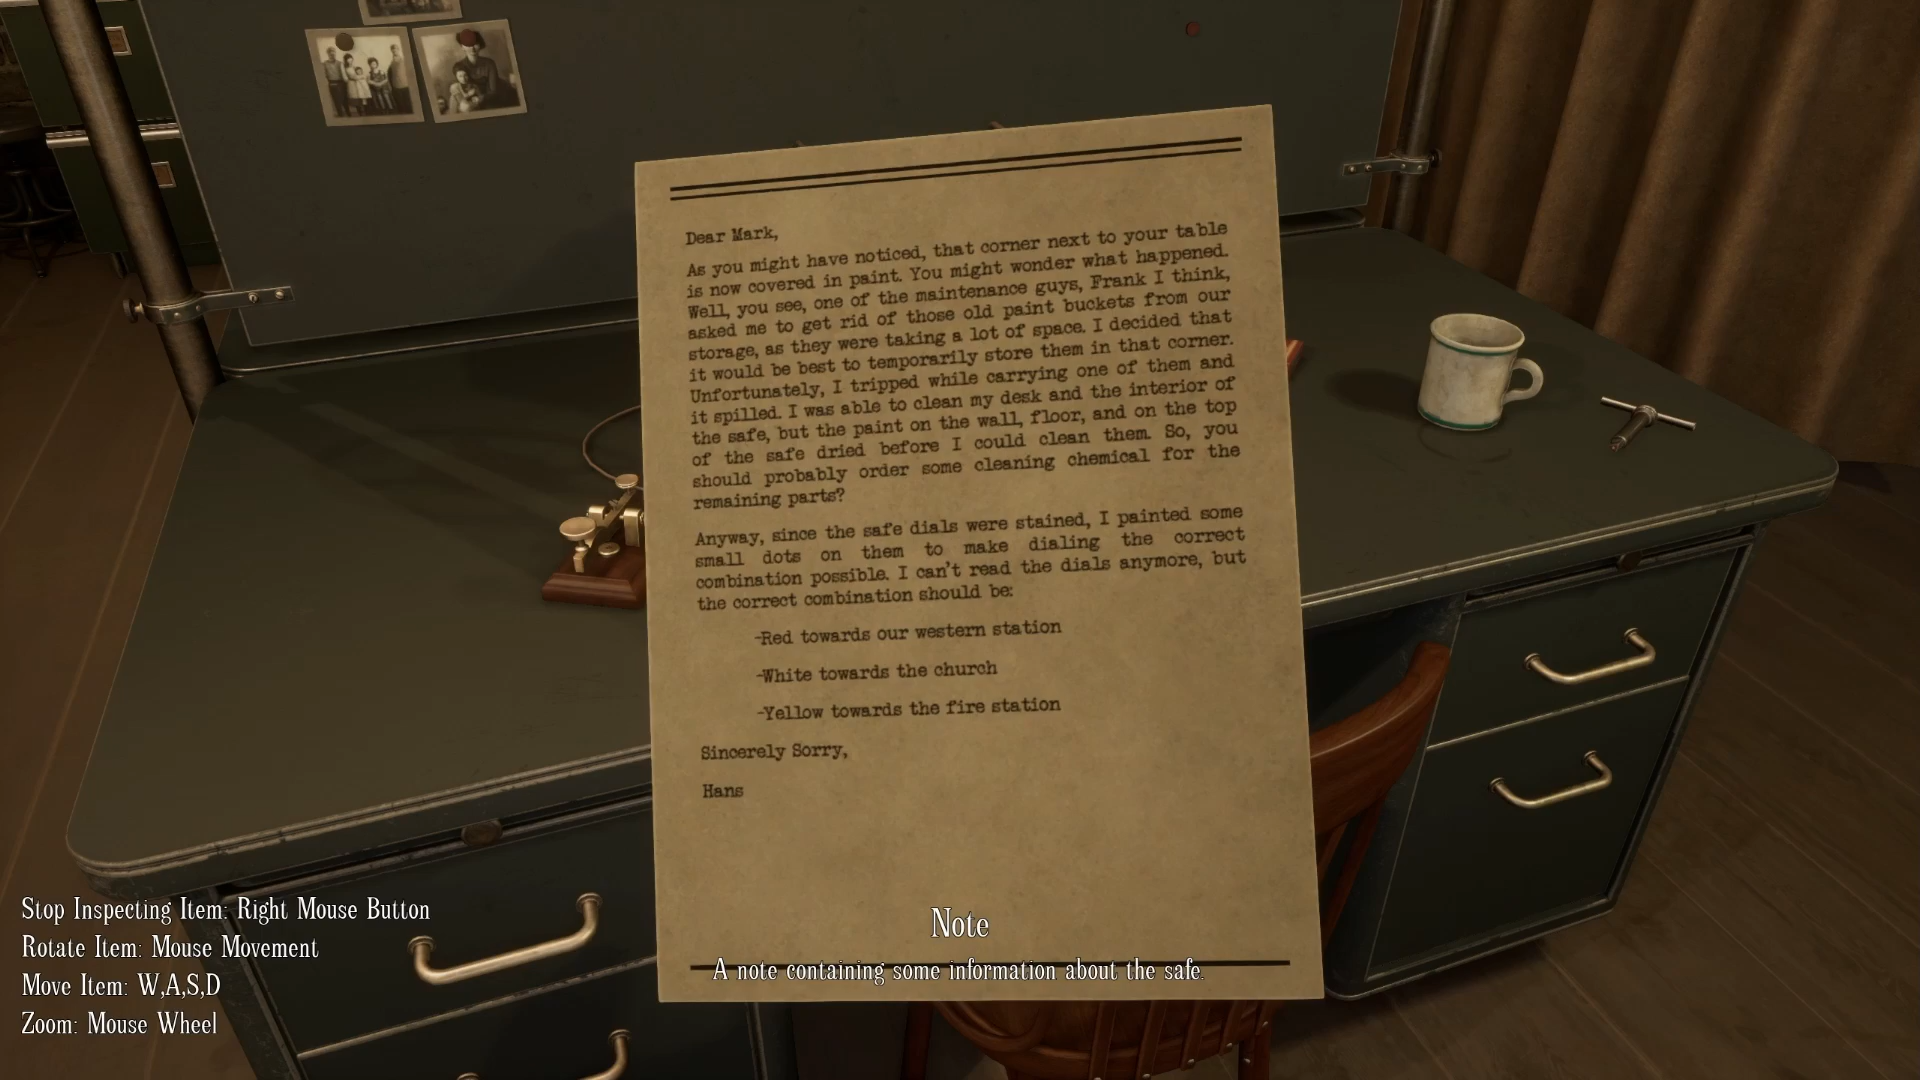 Dear Mark,
As you might have noticed, that corner next to your table
is now covered in paint. You might wonder what happened.
Well, you see, one of the maintenance guys, Frank I think,
asked me to get rid of those old paint buckets from our
storage, as they were taking a lot of space. I decided that
it would be best to temporarily store them in that corner.
Unfortunately, I tripped while carrying one of them and
it spilled. I was able to clean my desk and the interior of
the safe, but the paint on the wall, floor, and on the top
of the safe dried before I could clean them. So, you
should probably order some cleaning chemical for the
remaining parts?
Anyway, since the safe dials were stained, I painted some
small dots on them to make dialing the correct
combination possible. I can't read the dials anymore, but
the correct combination should be:
-Red towards our western station
-White towards the church
-Yellow towards the fire station
Sincerely Sorry,
Hans
Note
A note containing some information about the safe.
Stop Inspecting Item: Right Mouse Button
Rotate Item: Mouse Movement
Move Item: W,A,S,D
Zoom: Mouse Wheel